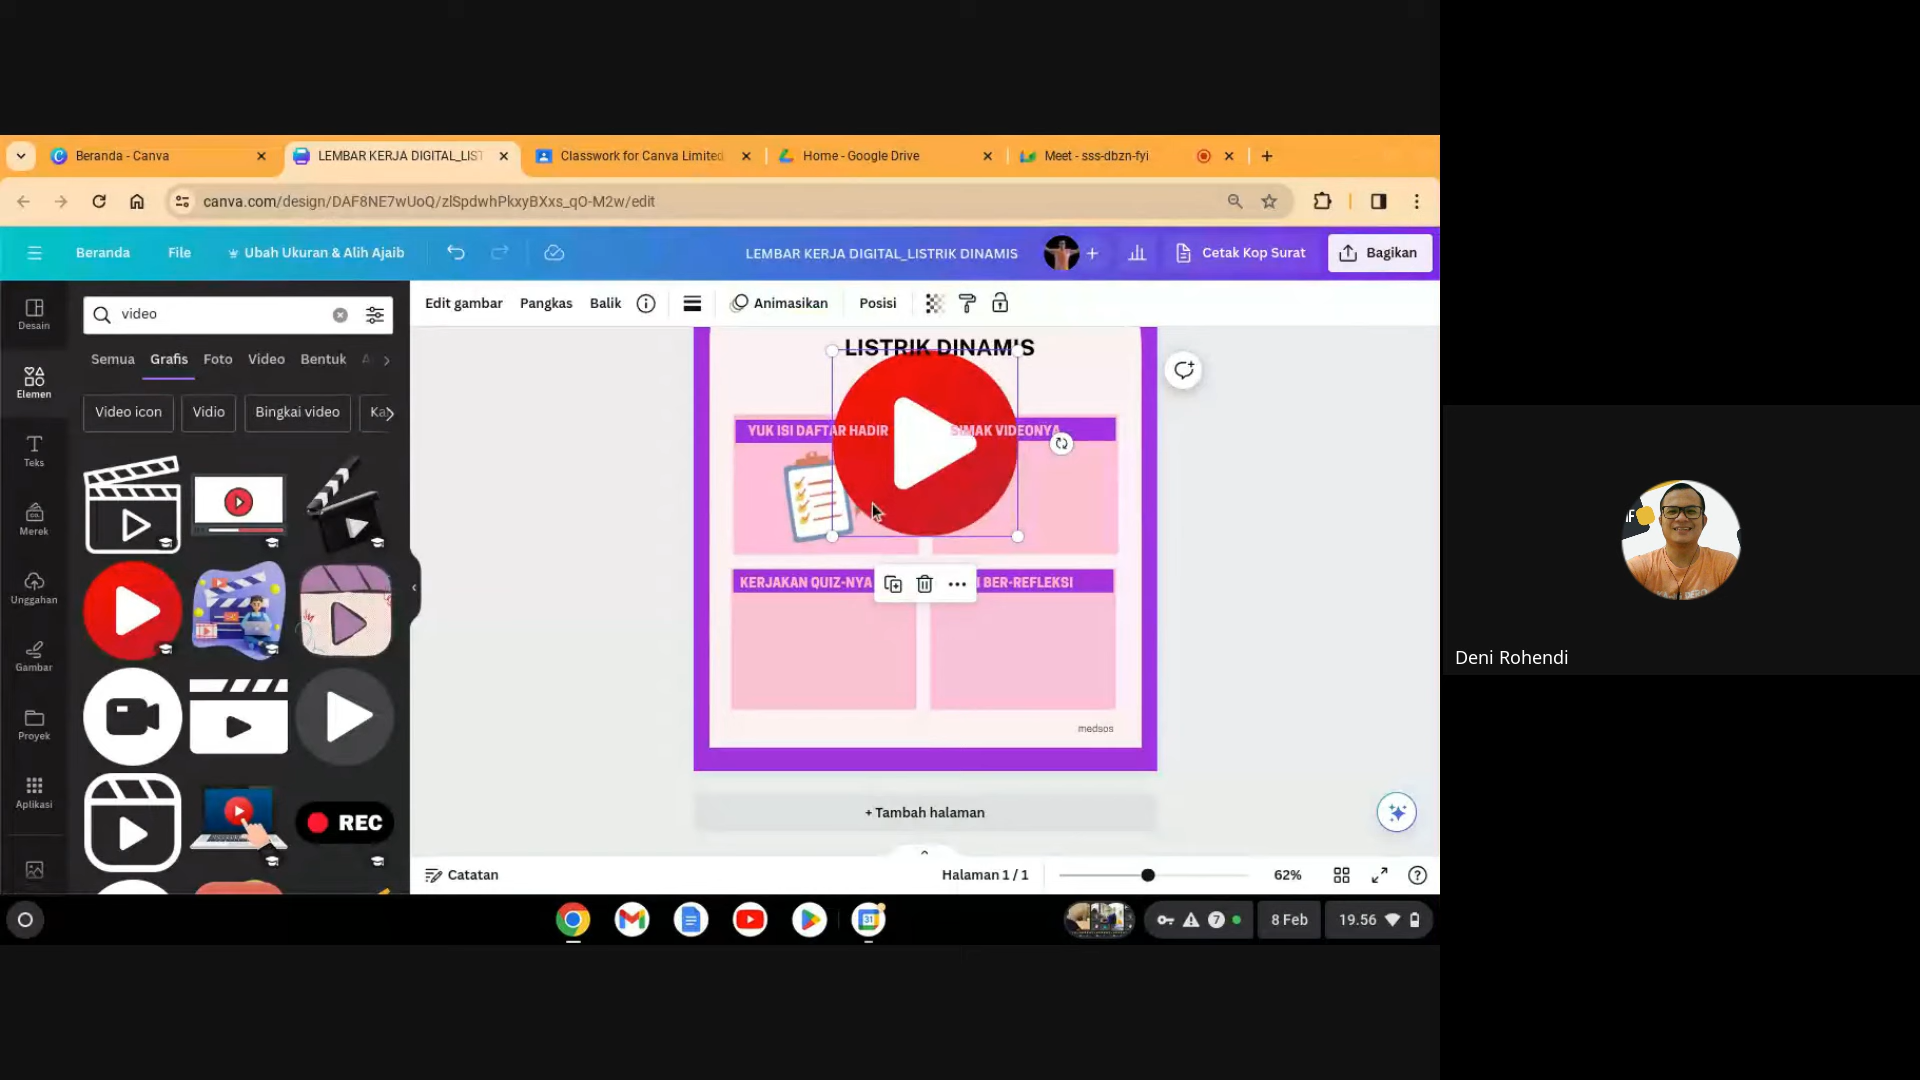 Beranda - Canva
LEMBAR KERJA DIGITAL_LIST
Classwork for Canva Limited
Home - Google Drive
Meet - sss-dbzn-fyi
canva.com/design/DAF8NE7wUoQ/zlSpdwhPkxyBXxs_qO-M2w/edit
Beranda
File
Ubah Ukuran & Alih Ajaib
LEMBAR KERJA DIGITAL_LISTRIK DINAMIS
Cetak Kop Surat
Bagikan
Edit gambar
Pangkas
Balik
Animasikan
Posisi
Desain
Elemen
Teks
Merek
Unggahan
Gambar
Proyek
Aplikasi
video
Semua
Grafis
Foto
Video
Bentuk
Video icon
Vidio
Bingkai video
REC
LISTRIK DINAM'S
YUK ISI DAFTAR HADIR
SIMAK VIDEONYA
KERJAKAN QUIZ-NYA
I BER-REFLEKSI
medsos
+ Tambah halaman
Catatan
Halaman 1 / 1
62%
31
7
8 Feb
19.56
Deni Rohendi